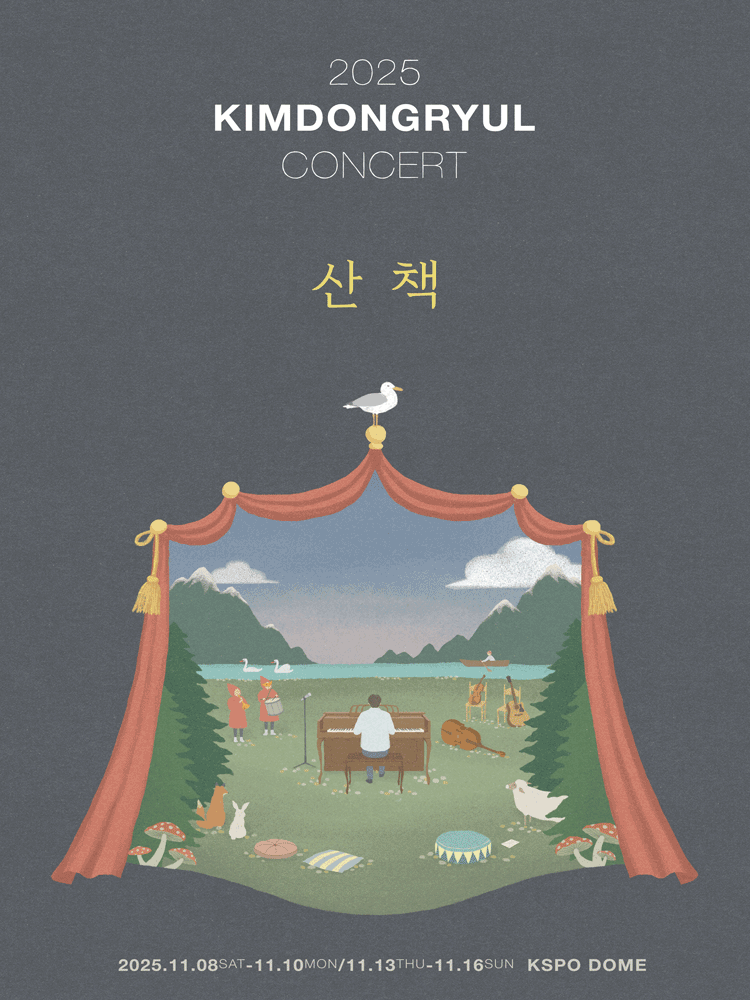 2025
KIMDONGRYUL
CONCERT
산책
2025.11.08SAT-11.10MON/11.13THU-11.16SUN KSPO DOME